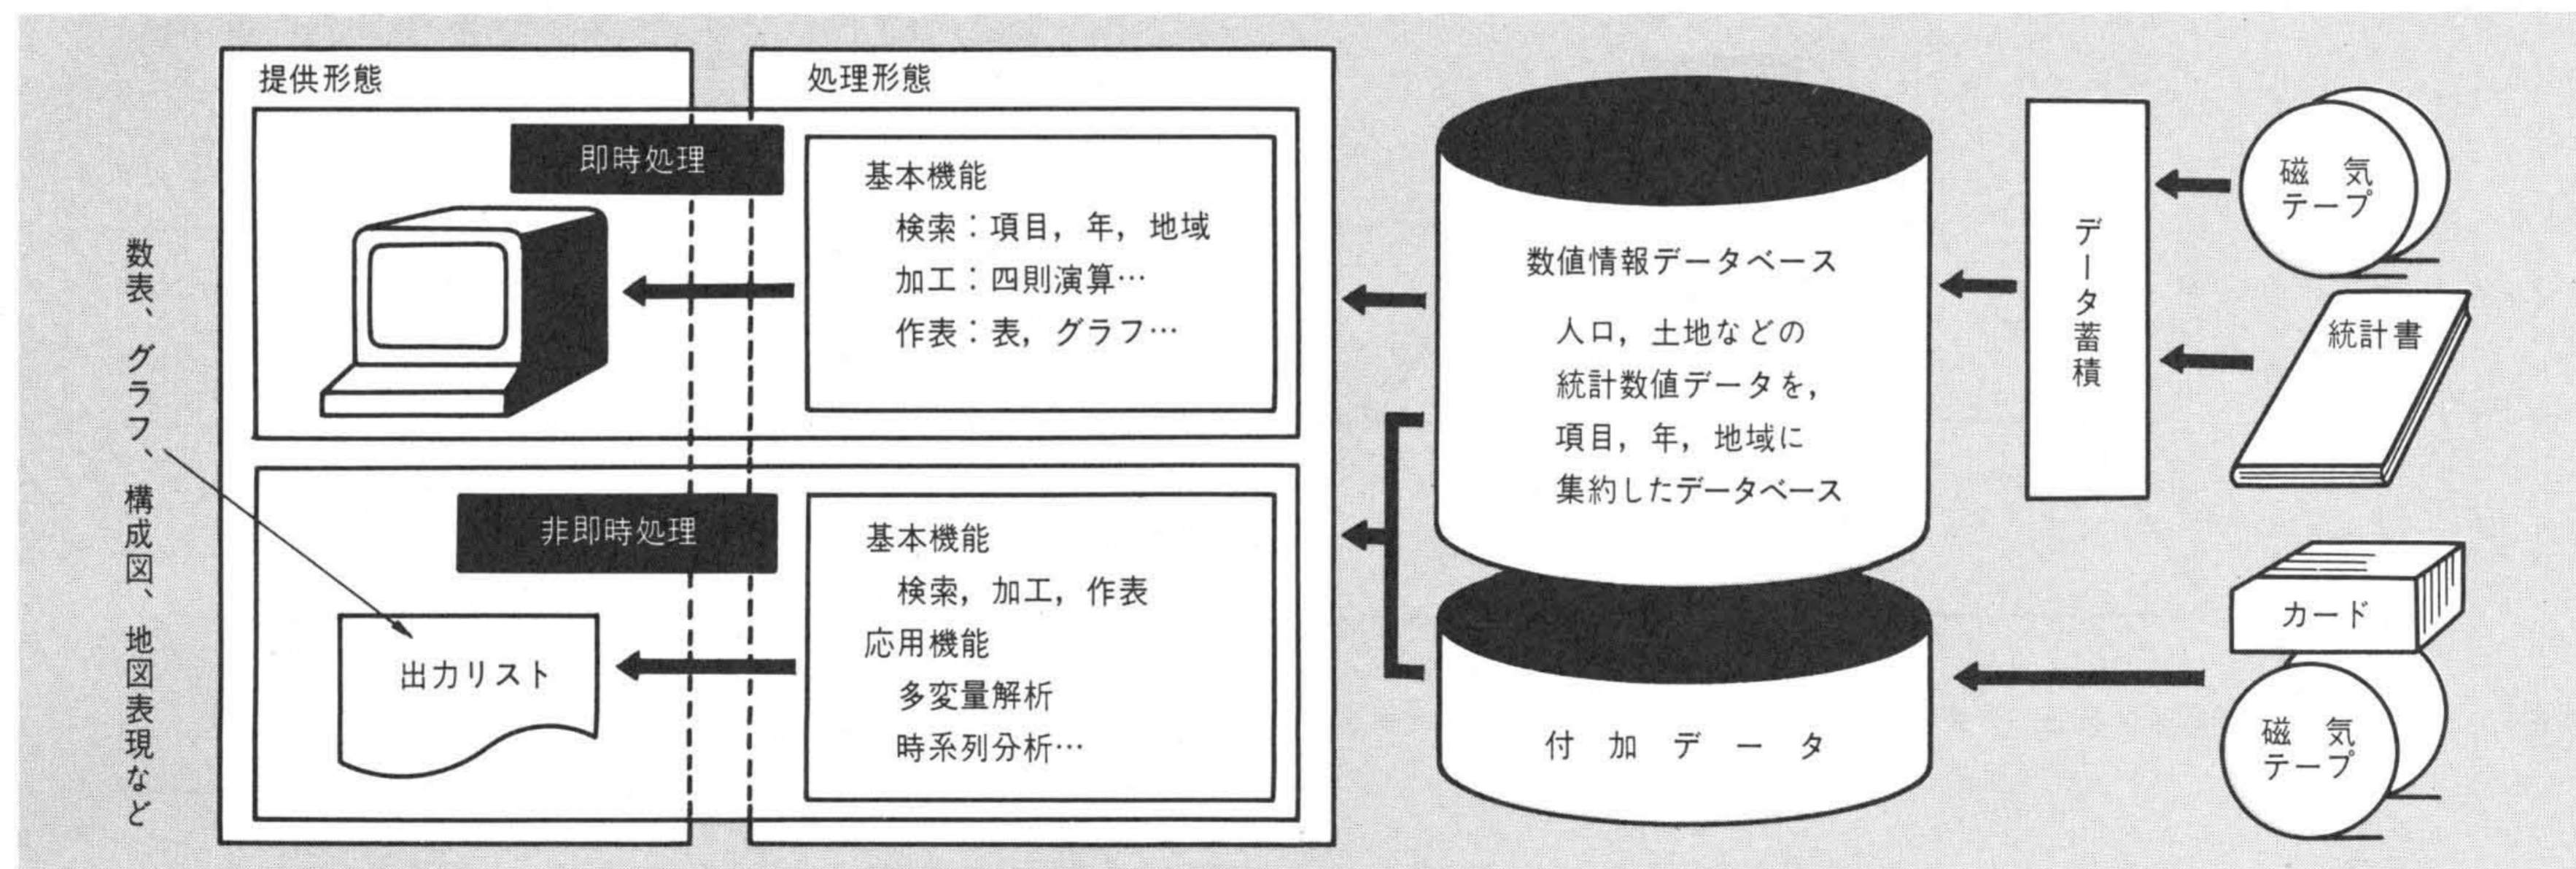 提供形態
処理形態
即時処理
基本機能
検索：項目，年，地域
加工：四則演算…
作表：表，グラフ…
非即時処理
基本機能
検索，加工，作表
応用機能
多変量解析
時系列分析…
出力リスト
数表、グラフ、構成図、地図表現など
数値情報データベース
人口，土地などの
統計数値データを，
項目，年，地域に
集約したデータベース
付加データ
データ蓄積
磁気
テープ
統計書
カード
磁気
テープ